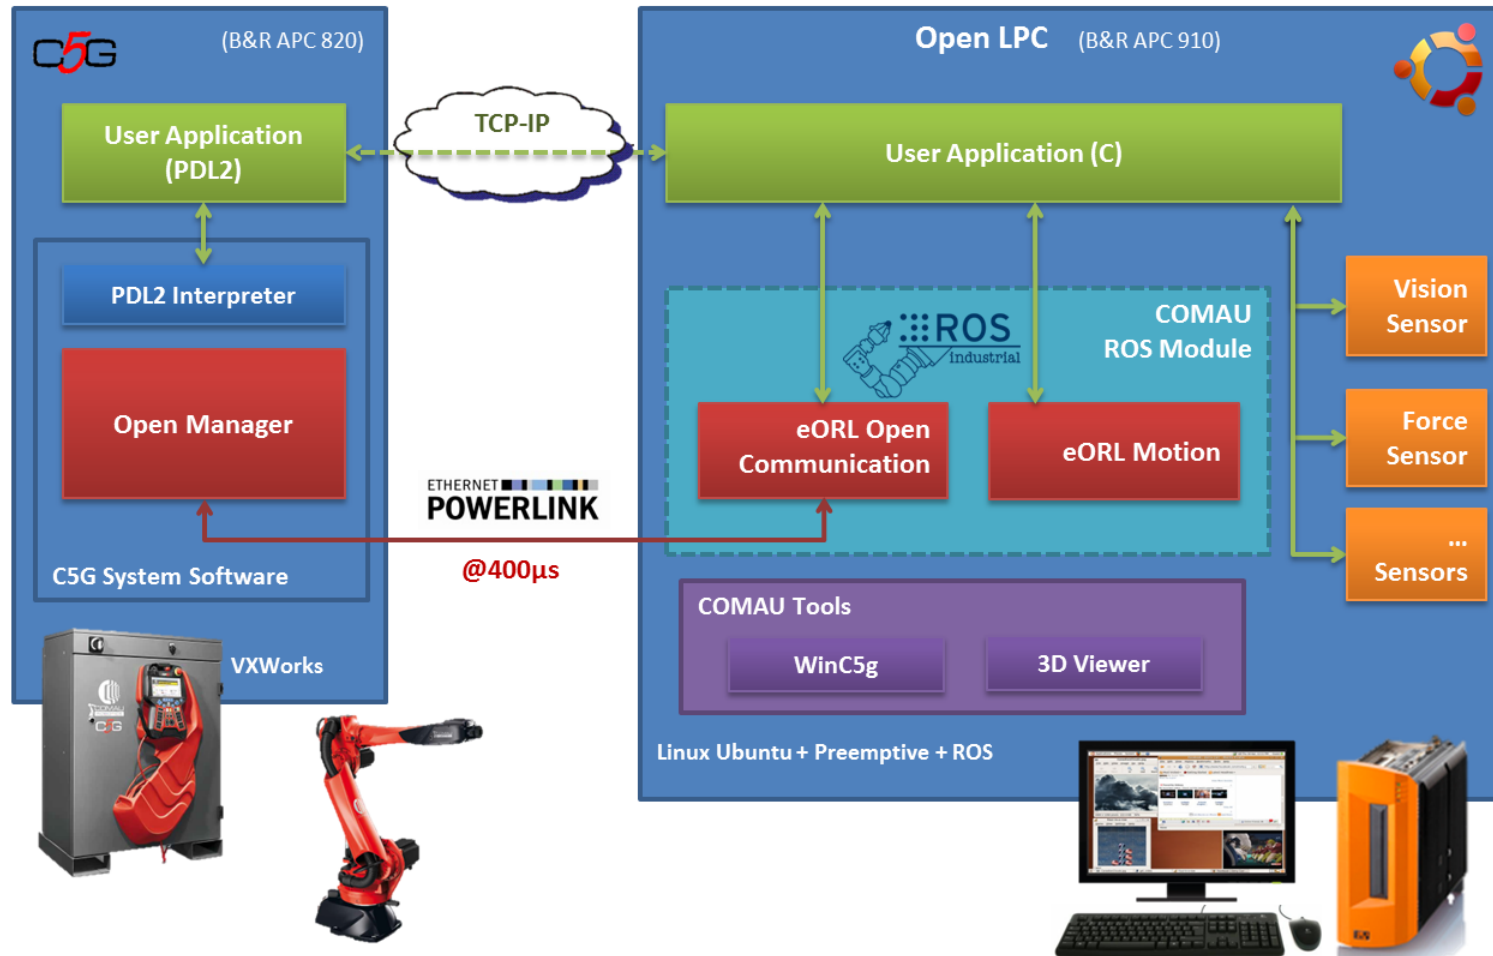 C5G
(B&R APC 820)
User Application
(PDL2)
PDL2 Interpreter
Open Manager
C5G System Software
VXWorks
TCP-IP
ETHERNET
POWERLINK
@400µs
Open LPC (B&R APC 910)
User Application (C)
COMAU
ROS Module
ROS
industrial
eORL Open
Communication
eORL Motion
Vision
Sensor
Force
Sensor
...
Sensors
COMAU Tools
WinC5g
3D Viewer
Linux Ubuntu + Preemptive + ROS
COMAU
C5G